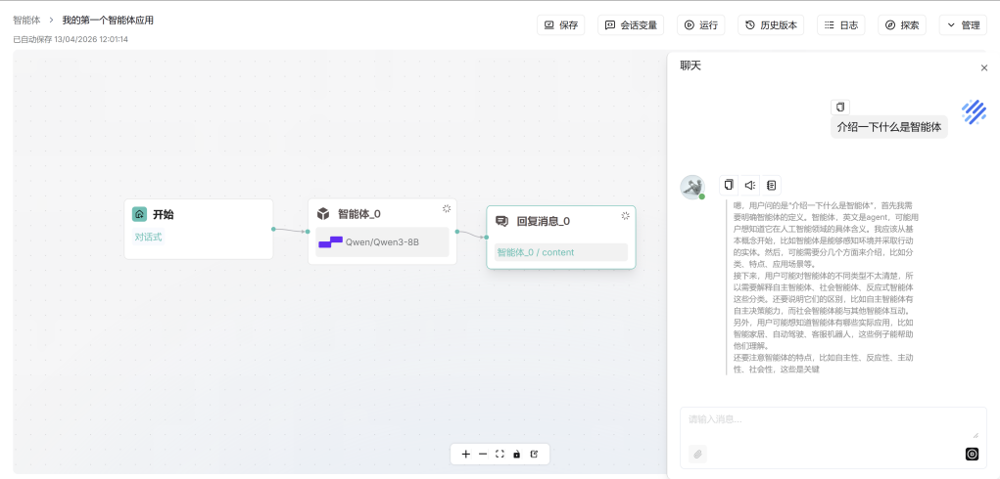 智能体 > 我的第一个智能体应用
已自动保存 13/04/2026 12:01:14
保存
会话变量
运行
历史版本
日志
探索
管理
开始
对话式
智能体_0
Qwen/Qwen3-8B
回复消息_0
智能体_0 / content
聊天
介绍一下什么是智能体
嗯，用户问的是“介绍一下什么是智能体”，首先我需
要明确智能体的定义。智能体，英文是agent，可能用
户想知道它在人工智能领域的具体含义。我应该从基
本概念开始，比如智能体是能够感知环境并采取行动
的实体。然后，可能需要分几个方面来介绍，比如分
类、特点、应用场景等。
接下来，用户可能对智能体的不同类型不太清楚，所
以需要解释自主智能体、社会智能体、反应式智能体
这些分类。还要说明它们的区别，比如自主智能体有
自主决策能力，而社会智能体能与其他智能体互动。
另外，用户可能想知道智能体有哪些实际应用，比如
智能家居、自动驾驶、客服机器人，这些例子能帮助
他们理解。
还要注意智能体的特点，比如自主性、反应性、主动
性、社会性，这些是关键
请输入消息...